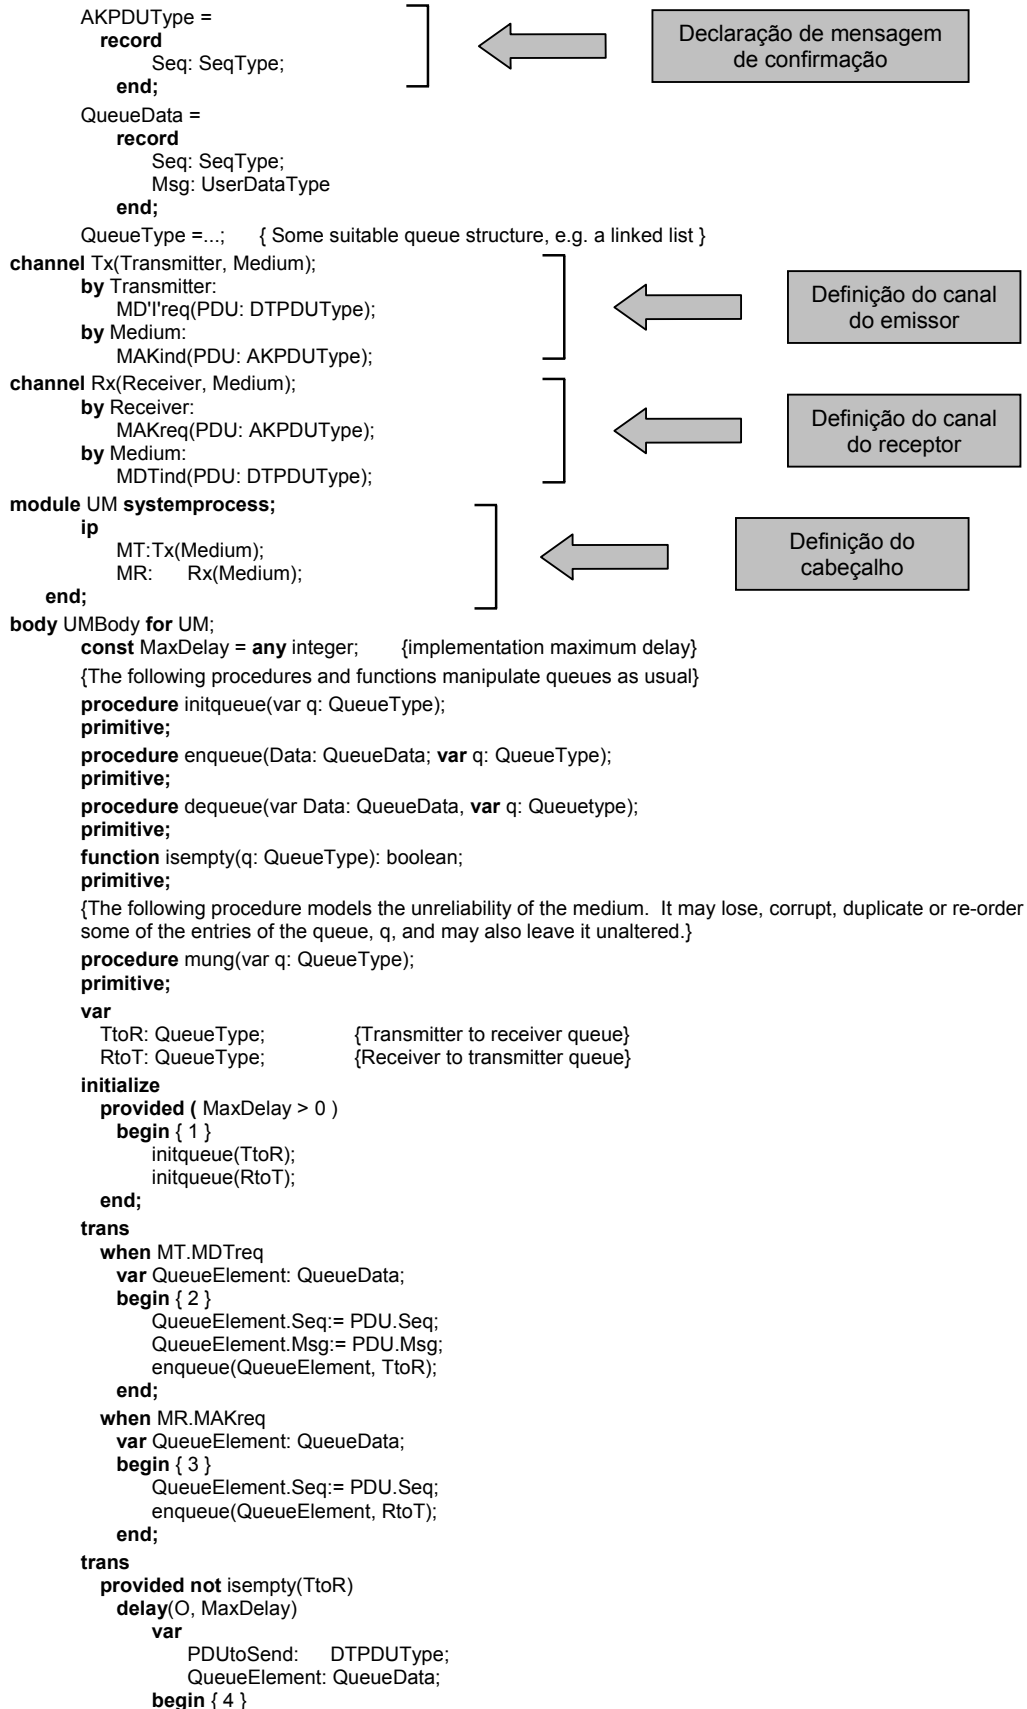 AKPDUType =
record
Seq: SeqType;
end;
Declaração de mensagem
de confirmação
QueueData =
record
Seq: SeqType;
Msg: UserDataType
end;
QueueType =...; { Some suitable queue structure, e.g. a linked list }
channel Tx(Transmitter, Medium);
by Transmitter:
MD'I'req(PDU: DTPDUType);
by Medium:
MAKind(PDU: AKPDUType);
Definição do canal
do emissor
channel Rx(Receiver, Medium);
by Receiver:
MAKreq(PDU: AKPDUType);
by Medium:
MDTind(PDU: DTPDUType);
Definição do canal
do receptor
module UM systemprocess;
ip
MT:Tx(Medium);
MR: Rx(Medium);
end;
Definição do
cabeçalho
body UMBody for UM;
const MaxDelay = any integer; {implementation maximum delay}
{The following procedures and functions manipulate queues as usual}
procedure initqueue(var q: QueueType);
primitive;
procedure enqueue(Data: QueueData; var q: QueueType);
primitive;
procedure dequeue(var Data: QueueData, var q: Queuetype);
primitive;
function isempty(q: QueueType): boolean;
primitive;
{The following procedure models the unreliability of the medium. It may lose, corrupt, duplicate or re-order
some of the entries of the queue, q, and may also leave it unaltered.}
procedure mung(var q: QueueType);
primitive;
var
TtoR: QueueType; {Transmitter to receiver queue}
RtoT: QueueType; {Receiver to transmitter queue}
initialize
provided ( MaxDelay > 0 )
begin { 1 }
initqueue(TtoR);
initqueue(RtoT);
end;
trans
when MT.MDTreq
var QueueElement: QueueData;
begin { 2 }
QueueElement.Seq:= PDU.Seq;
QueueElement.Msg:= PDU.Msg;
enqueue(QueueElement, TtoR);
end;
when MR.MAKreq
var QueueElement: QueueData;
begin { 3 }
QueueElement.Seq:= PDU.Seq;
enqueue(QueueElement, RtoT);
end;
trans
provided not isempty(TtoR)
delay(O, MaxDelay)
var
PDUtoSend: DTPDUType;
QueueElement: QueueData;
begin { 4 }